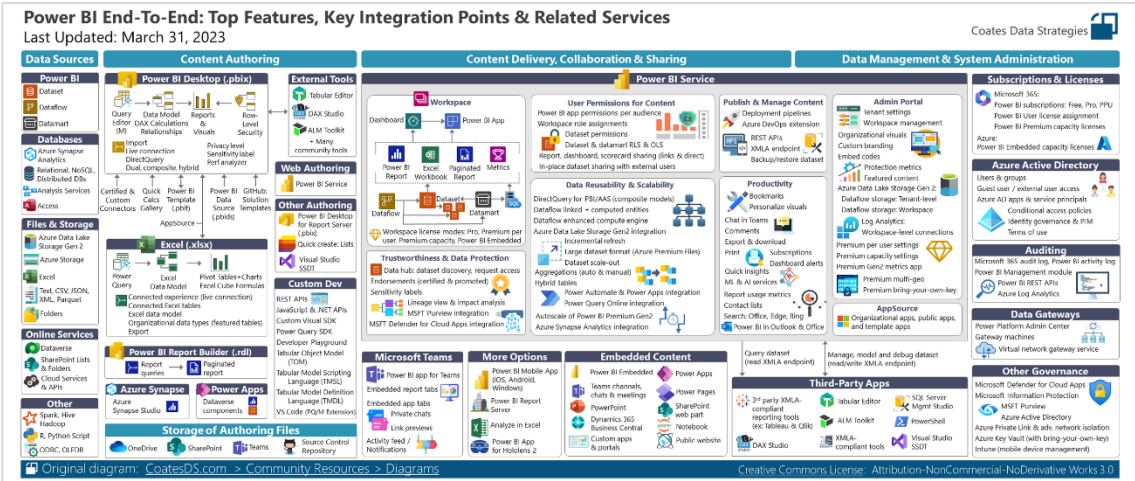 Power BI End-To-End: Top Features, Key Integration Points & Related Services
Last Updated: March 31, 2023
Coates Data Strategies
Data Sources
Content Authoring
Content Delivery, Collaboration & Sharing
Data Management & System Administration
Power BI
Dataset
Dataflow
Datamart
Databases
Azure Synapse
Analytics
Relational, NoSQL,
Distributed DBs
Analysis Services
Access
Files & Storage
Azure Data Lake
Storage Gen 2
Azure Storage
Excel
Text, CSV, JSON,
XML, Parquet
Folders
Online Services
Dataverse
SharePoint Lists
& Folders
Cloud Services
& APIs
Other
Spark, Hive
Hadoop
R, Python Script
ODBC, OLEDB
Power BI Desktop (.pbix)
Query
Editor
(M)
Data Model
DAX Calculations
Relationships
Reports
&
Visuals
Row-
Level
Security
Import
Live connection
DirectQuery
Dual, composite, hybrid
Privacy level
Sensitivity label
Perf analyzer
Certified &
Custom
Connectors
Quick
Calcs
Gallery
Power BI
Template
(.pbit)
Power BI
Data
Source
(.pbids)
GitHub:
Solution
Templates
AppSource
Excel (.xlsx)
Power
Query
Excel
Data Model
Pivot Tables+Charts
Excel Cube Formulas
Connected experience (live connection)
Connected Excel tables
Excel data model
Organizational data types (featured tables)
Export
Power BI Report Builder (.rdl)
Report
queries
Paginated
report
Azure Synapse
Azure
Synapse Studio
Power Apps
Dataverse
components
Storage of Authoring Files
OneDrive
SharePoint
Teams
Source Control
Repository
External Tools
Tabular Editor
DAX Studio
ALM Toolkit
+ Many
community tools
Web Authoring
Power BI Service
Other Authoring
Power BI Desktop
for Report Server
(.pbix)
Quick create: Lists
Visual Studio
SSDT
Custom Dev
REST APIs
JavaScript & .NET APIs
Custom Visual SDK
Power Query SDK
Developer Playground
Tabular Object Model
(TOM)
Tabular Model Scripting
Language (TMSL)
Tabular Model Definition
Language (TMDL)
VS Code (PQ/M Extension)
Power BI Service
Workspace
Dashboard
Power BI App
Power BI
Report
Excel
Workbook
Paginated
Report
Metrics
Dataset
Dataflow
Datamart
Workspace license modes: Pro, Premium per
user, Premium capacity, Power BI Embedded
Trustworthiness & Data Protection
Data hub: dataset discovery, request access
Endorsements (certified & promoted)
Sensitivity labels
Lineage view & impact analysis
MSFT Purview integration
MSFT Defender for Cloud Apps integration
User Permissions for Content
Power BI app permissions per audience
Workspace role assignments
Dataset permissions
Dataset & datamart RLS & OLS
Report, dashboard, scorecard sharing (links & direct)
In-place dataset sharing with external users
Data Reusability & Scalability
DirectQuery for PBI/AAS (composite models)
Dataflow linked + computed entities
Dataflow enhanced compute engine
Azure Data Lake Storage Gen2 integration
Incremental refresh
Large dataset format (Azure Premium Files)
Dataset scale-out
Aggregations (auto & manual)
Hybrid tables
Power Automate & Power Apps integration
Power Query Online integration
Autoscale for Power BI Premium Gen2
Azure Synapse Analytics Integration
Publish & Manage Content
Deployment pipelines
Azure DevOps extension
REST APIs
XMLA endpoint
Backup/restore dataset
Productivity
Bookmarks
Personalize visuals
Chat in Teams
Comments
Export & download
Print
Subscriptions
Dashboard alerts
Quick insights
ML & AI services
Report usage metrics
Contact lists
Search: Office, Edge, Bing
Power BI in Outlook & Office
Admin Portal
Tenant settings
Workspace management
Organizational visuals
Custom branding
Embed codes
Protection metrics
Featured content
Azure Data Lake Storage Gen 2:
Dataflow storage: Tenant-level
Dataflow storage: Workspace
Log Analytics:
Workspace-level connections
Premium per user settings
Premium capacity settings
Premium Gen2 metrics app
Premium multi-geo
Premium bring-your-own-key
AppSource
Organizational apps, public apps,
and template apps
Microsoft Teams
Power BI app for Teams
Embedded report tabs
Embedded app tabs
Private chats
Link previews
Activity feed /
Notifications
More Options
Power BI Mobile App
(iOS, Android,
Windows)
Power BI Report
Server
Analyze in Excel
Power BI App
for Hololens 2
Embedded Content
Power BI Embedded
Teams channels,
chats & meetings
PowerPoint
Dynamics 365
Business Central
Custom apps
& portals
Power Apps
Power Pages
SharePoint
web part
Notebook
Public website
Query dataset
(read XMLA endpoint)
Manage, model and debug dataset
(read/write XMLA endpoint)
Third-Party Apps
3rd party XMLA-
compliant
reporting tools
(ex: Tableau & Qlik)
DAX Studio
Tabular Editor
ALM Toolkit
XMLA-
compliant tools
SQL Server
Mgmt Studio
PowerShell
Visual Studio
SSDT
Subscriptions & Licenses
Microsoft 365:
Power BI subscriptions: Free, Pro, PPU
Power BI User license assignment
Power BI Premium capacity licenses
Azure:
Power BI Embedded capacity licenses
Azure Active Directory
Users & groups
Guest user / external user access
Azure AD apps & service principals
Conditional access policies
Identity governance & PIM
Terms of use
Auditing
Microsoft 365 audit log, Power BI activity log
Power BI Management module
Power BI REST APIs
Azure Log Analytics
Data Gateways
Power Platform Admin Center
Gateway machines
Virtual network gateway service
Other Governance
Microsoft Defender for Cloud Apps
Microsoft Information Protection
MSFT Purview
Azure Active Directory
Azure Private Link & adv. network isolation
Azure Key Vault (with bring-your-own-key)
Intune (mobile device management)
Original diagram: CoatesDS.com > Community Resources > Diagrams
Creative Commons License: Attribution-NonCommercial-NoDerivative Works 3.0